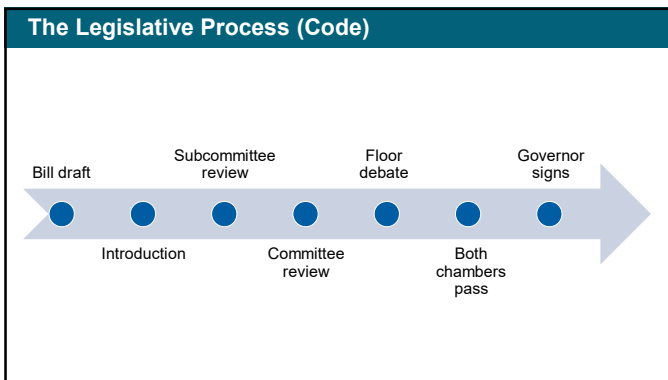 The Legislative Process (Code)
Bill draft
Introduction
Subcommittee
review
Committee
review
Floor
debate
Both
chambers
pass
Governor
signs